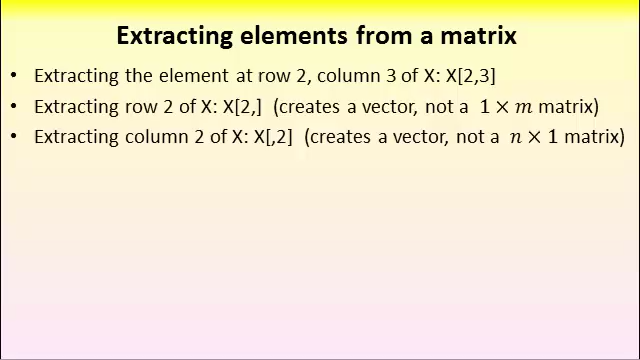 Extracting elements from a matrix
• Extracting the element at row 2, column 3 of X: X[2,3]
• Extracting row 2 of X: X[2,] (creates a vector, not a 1 × m matrix)
• Extracting column 2 of X: X[,2] (creates a vector, not a n × 1 matrix)